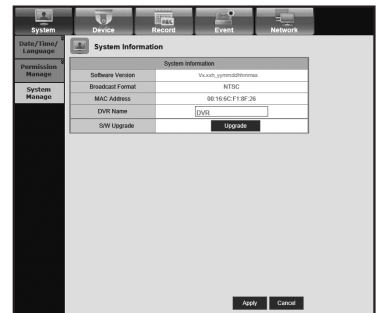 System Device Record Event Network
Date/Time/
Language
Permission
Manage
System
Manage
System Information
System Information
Software Version Vx.xxh_yymmddhhmmss
Broadcast Format NTSC
MAC Address 00:16:6C:F1:8F:26
DVR Name DVR
S/W Upgrade Upgrade
Apply Cancel